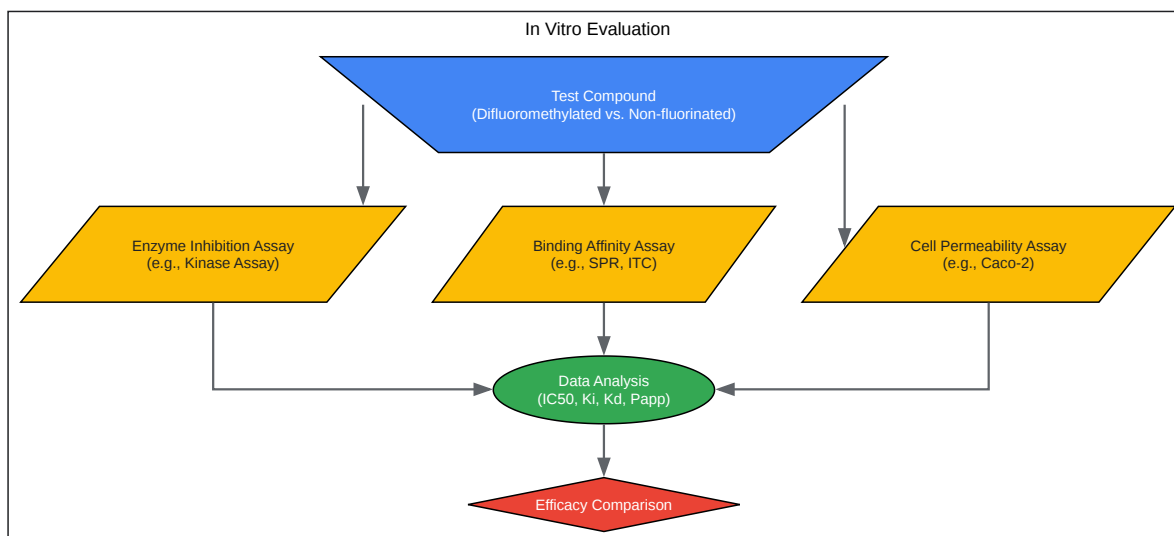 In Vitro Evaluation
Test Compound
(Difluoromethylated vs. Non-fluorinated)
Enzyme Inhibition Assay
(e.g., Kinase Assay)
Binding Affinity Assay
(e.g., SPR, ITC)
Cell Permeability Assay
(e.g., Caco-2)
Data Analysis
(IC50, Ki, Kd, Papp)
Efficacy Comparison